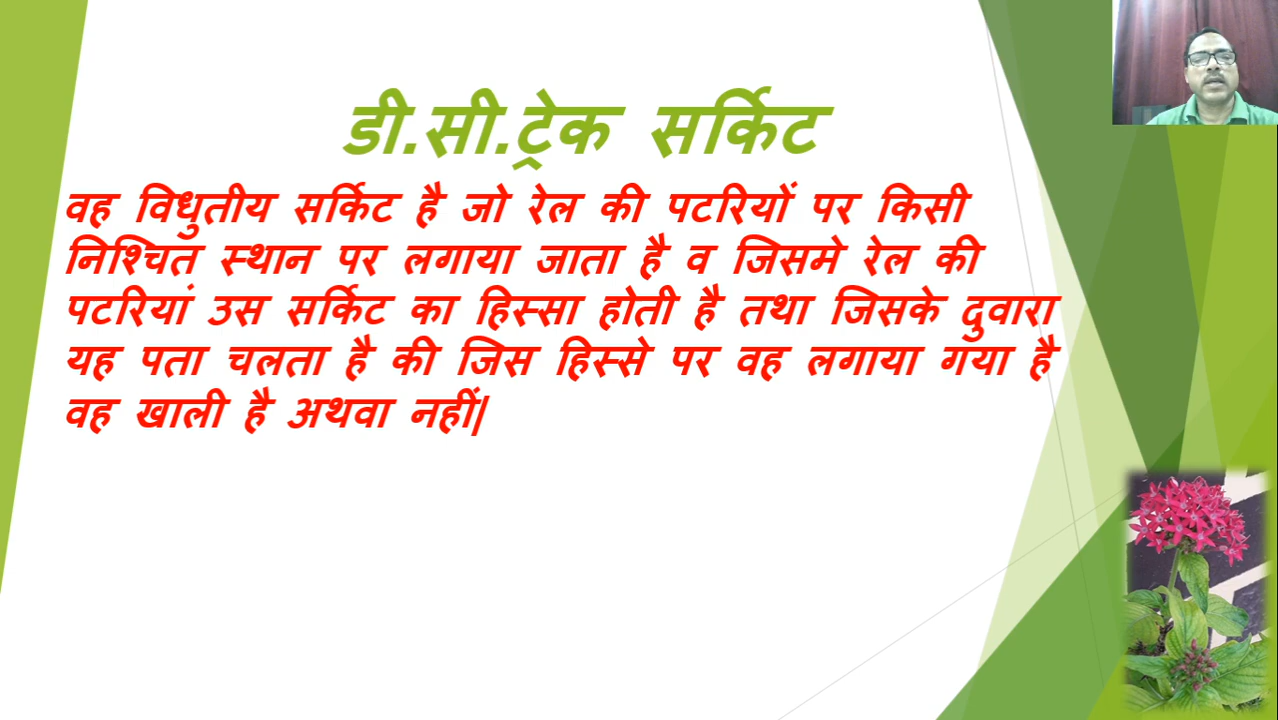 डी.सी.ट्रेक सर्किट
वह विधुतीय सर्किट है जो रेल की पटरियों पर किसी
निश्चित स्थान पर लगाया जाता है व जिसमे रेल की
पटरियां उस सर्किट का हिस्सा होती है तथा जिसके दुवारा
यह पता चलता है की जिस हिस्से पर वह लगाया गया है
वह खाली है अथवा नहीं|